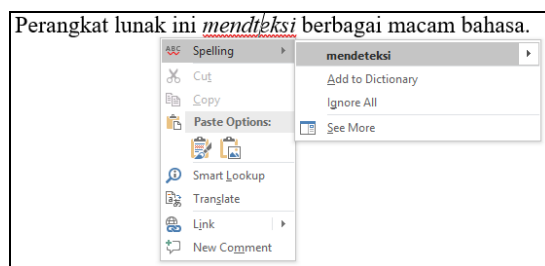 Perangkat lunak ini mendteksi berbagai macam bahasa.
ABC Spelling
Cut
Copy
Paste Options:
Smart Lookup
Translate
Link
New Comment
mendeteksi
Add to Dictionary
Ignore All
See More